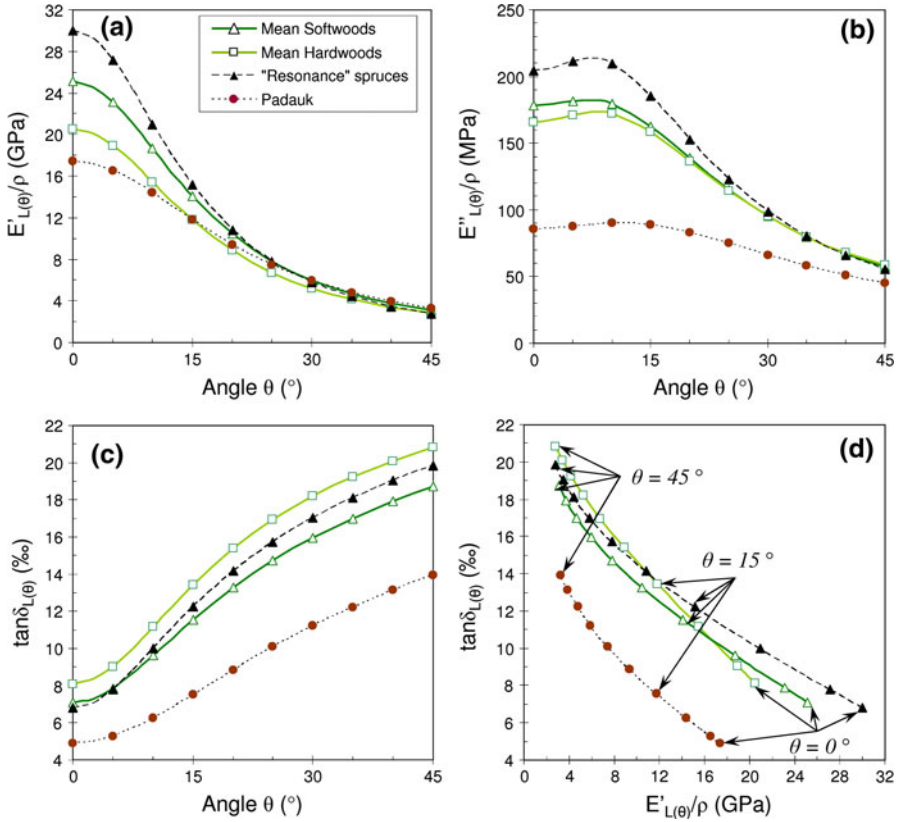 (a)
Mean Softwoods
Mean Hardwoods
"Resonance" spruces
Padauk
32
28
24
20
16
12
8
4
0
E'L(θ)/ρ (GPa)
0 15 30 45
Angle θ (°)
(b)
250
200
150
100
50
0
E''L(θ)/ρ (MPa)
0 15 30 45
Angle θ (°)
(c)
22
20
18
16
14
12
10
8
6
4
tanδL(θ) (‰)
0 15 30 45
Angle θ (°)
(d)
θ = 45 °
θ = 15 °
θ = 0 °
22
20
18
16
14
12
10
8
6
4
tanδL(θ) (‰)
0 4 8 12 16 20 24 28 32
E'L(θ)/ρ (GPa)